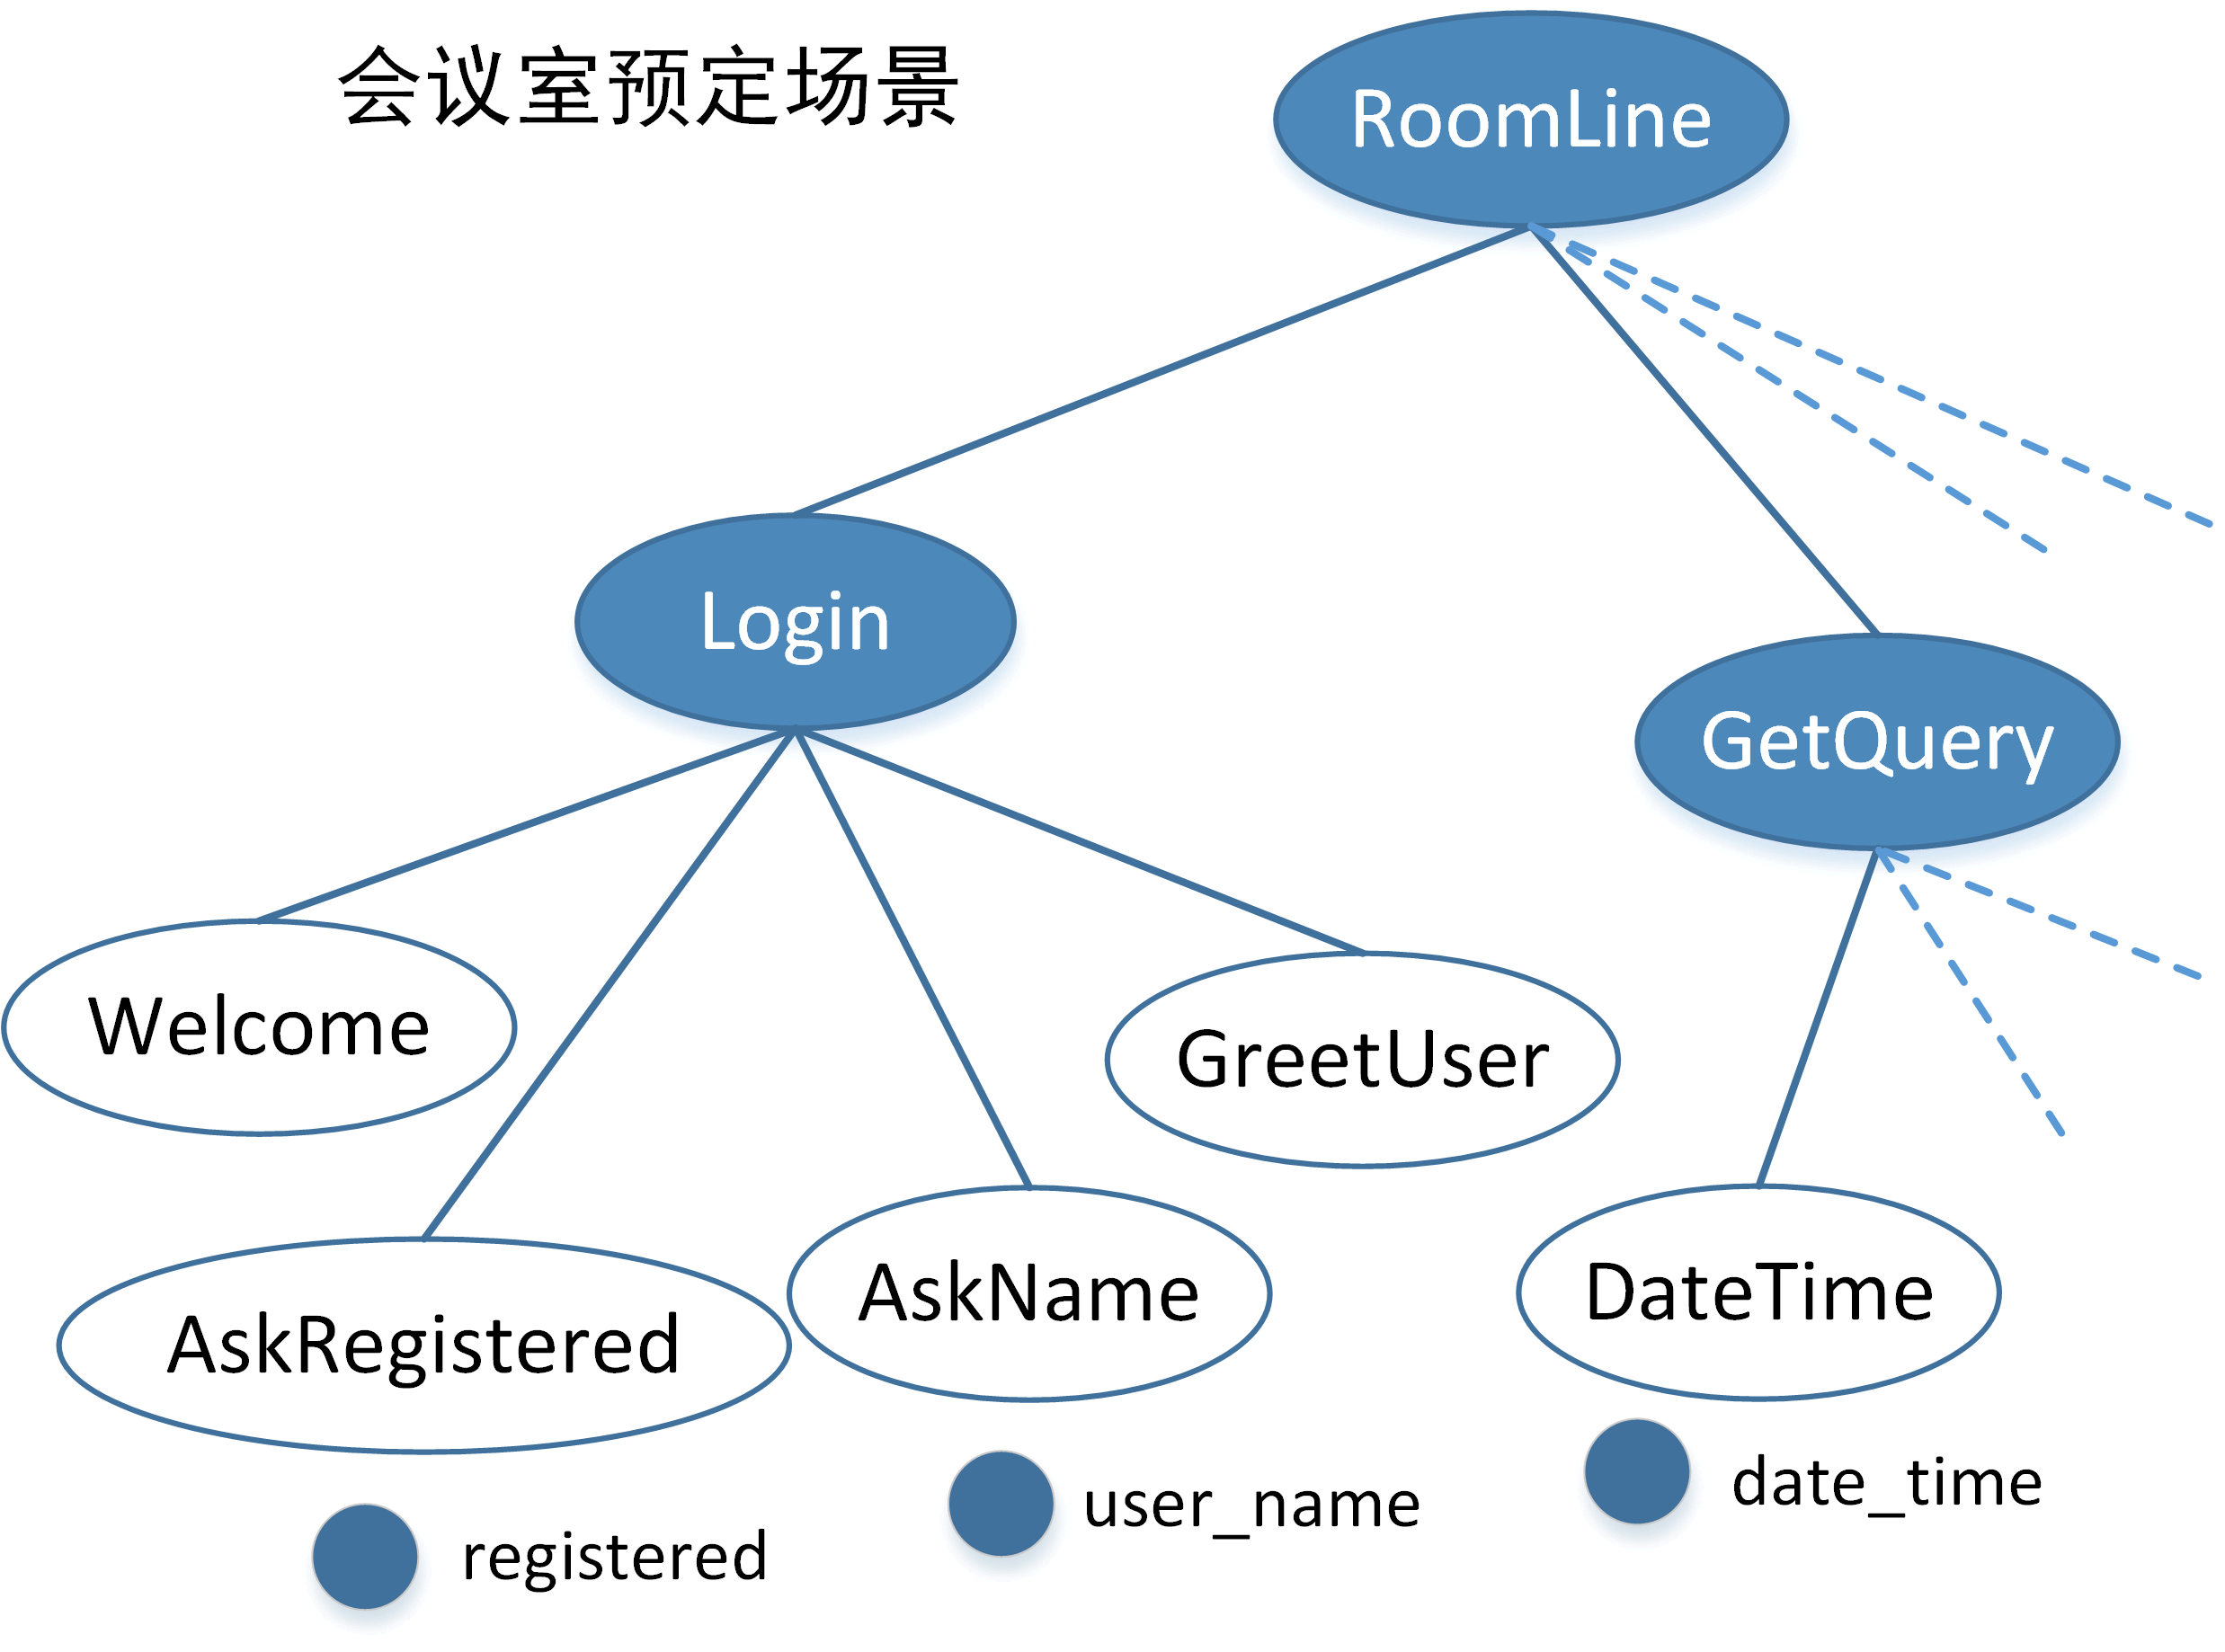 会议室预定场景
RoomLine
Login
GetQuery
Welcome
GreetUser
AskRegistered
AskName
DateTime
registered
user_name
date_time